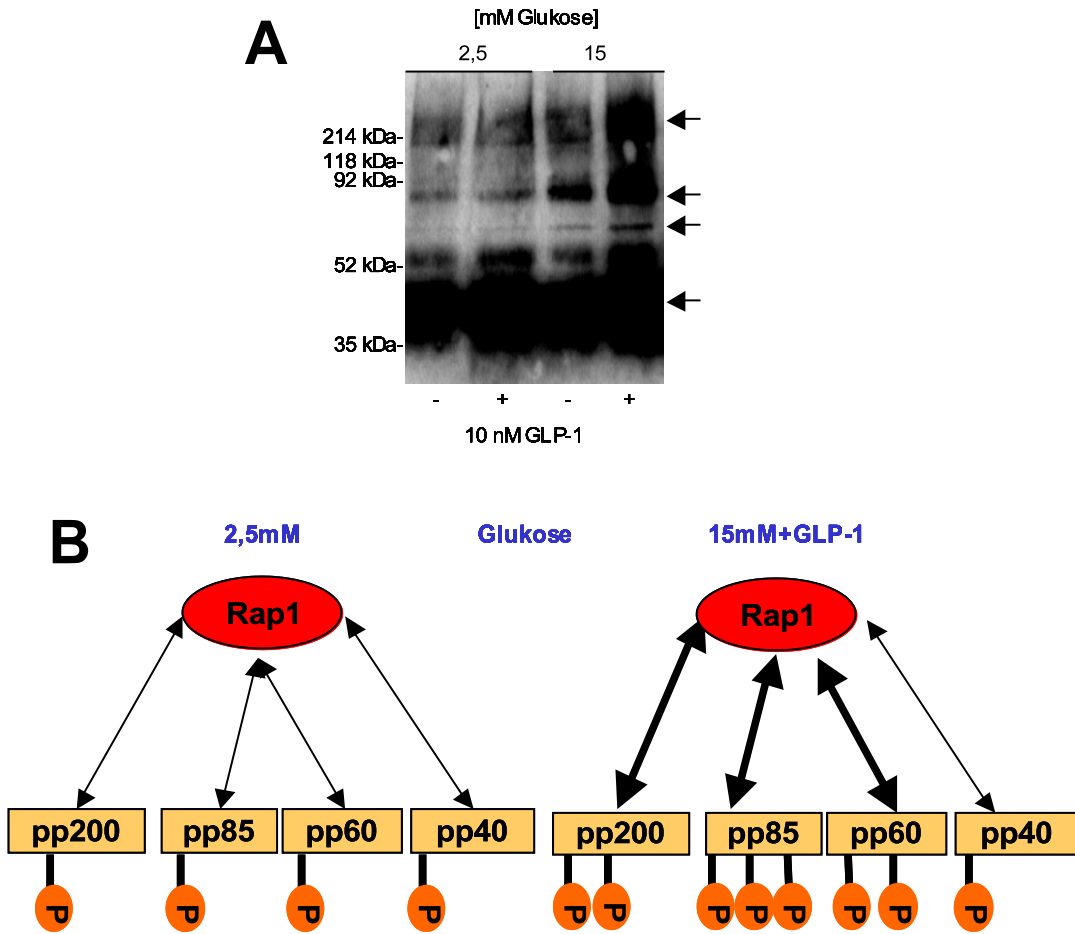 A
[mM Glukose]
2,5 15
214 kDa-
118 kDa-
92 kDa-
52 kDa-
35 kDa-
- + - +
10 nM GLP-1
B
2,5mM Glukose 15mM+GLP-1
Rap1 Rap1
pp200 pp85 pp60 pp40 pp200 pp85 pp60 pp40
P P P P P P P P P P P P